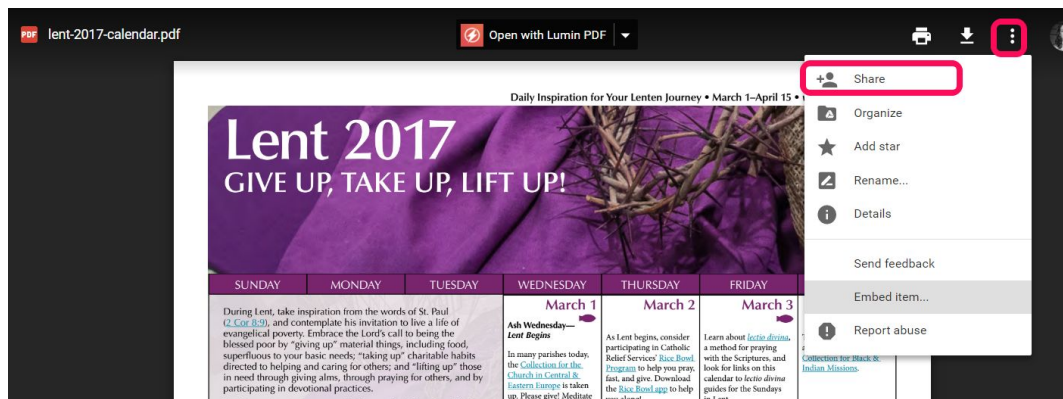 PDF lent-2017-calendar.pdf
Open with Lumin PDF
Share
Organize
Add star
Rename...
Details
Send feedback
Embed item...
Report abuse
Daily Inspiration for Your Lenten Journey • March 1–April 15 •
Lent 2017
GIVE UP, TAKE UP, LIFT UP!
SUNDAY MONDAY TUESDAY WEDNESDAY THURSDAY FRIDAY
During Lent, take inspiration from the words of St. Paul
(2 Cor 8:9), and contemplate his invitation to live a life of
evangelical poverty. Embrace the Lord's call to being the
blessed poor by "giving up" material things, including food,
superfluous to your basic needs; "taking up" charitable habits
directed to helping and caring for others; and "lifting up" those
in need through giving alms, through praying for others, and by
participating in devotional practices.
March 1
Ash Wednesday—
Lent Begins
In many parishes today,
the Collection for the
Church in Central &
Eastern Europe is taken
up. Please give! Meditate
March 2
As Lent begins, consider
participating in Catholic
Relief Services' Rice Bowl
Program to help you pray,
fast, and give. Download
the Rice Bowl app to help
you along!
March 3
Learn about lectio divina,
a method for praying
with the Scriptures, and
look for links on this
calendar to lectio divina
guides for the Sundays
in Lent.
Collection for Black &
Indian Missions.